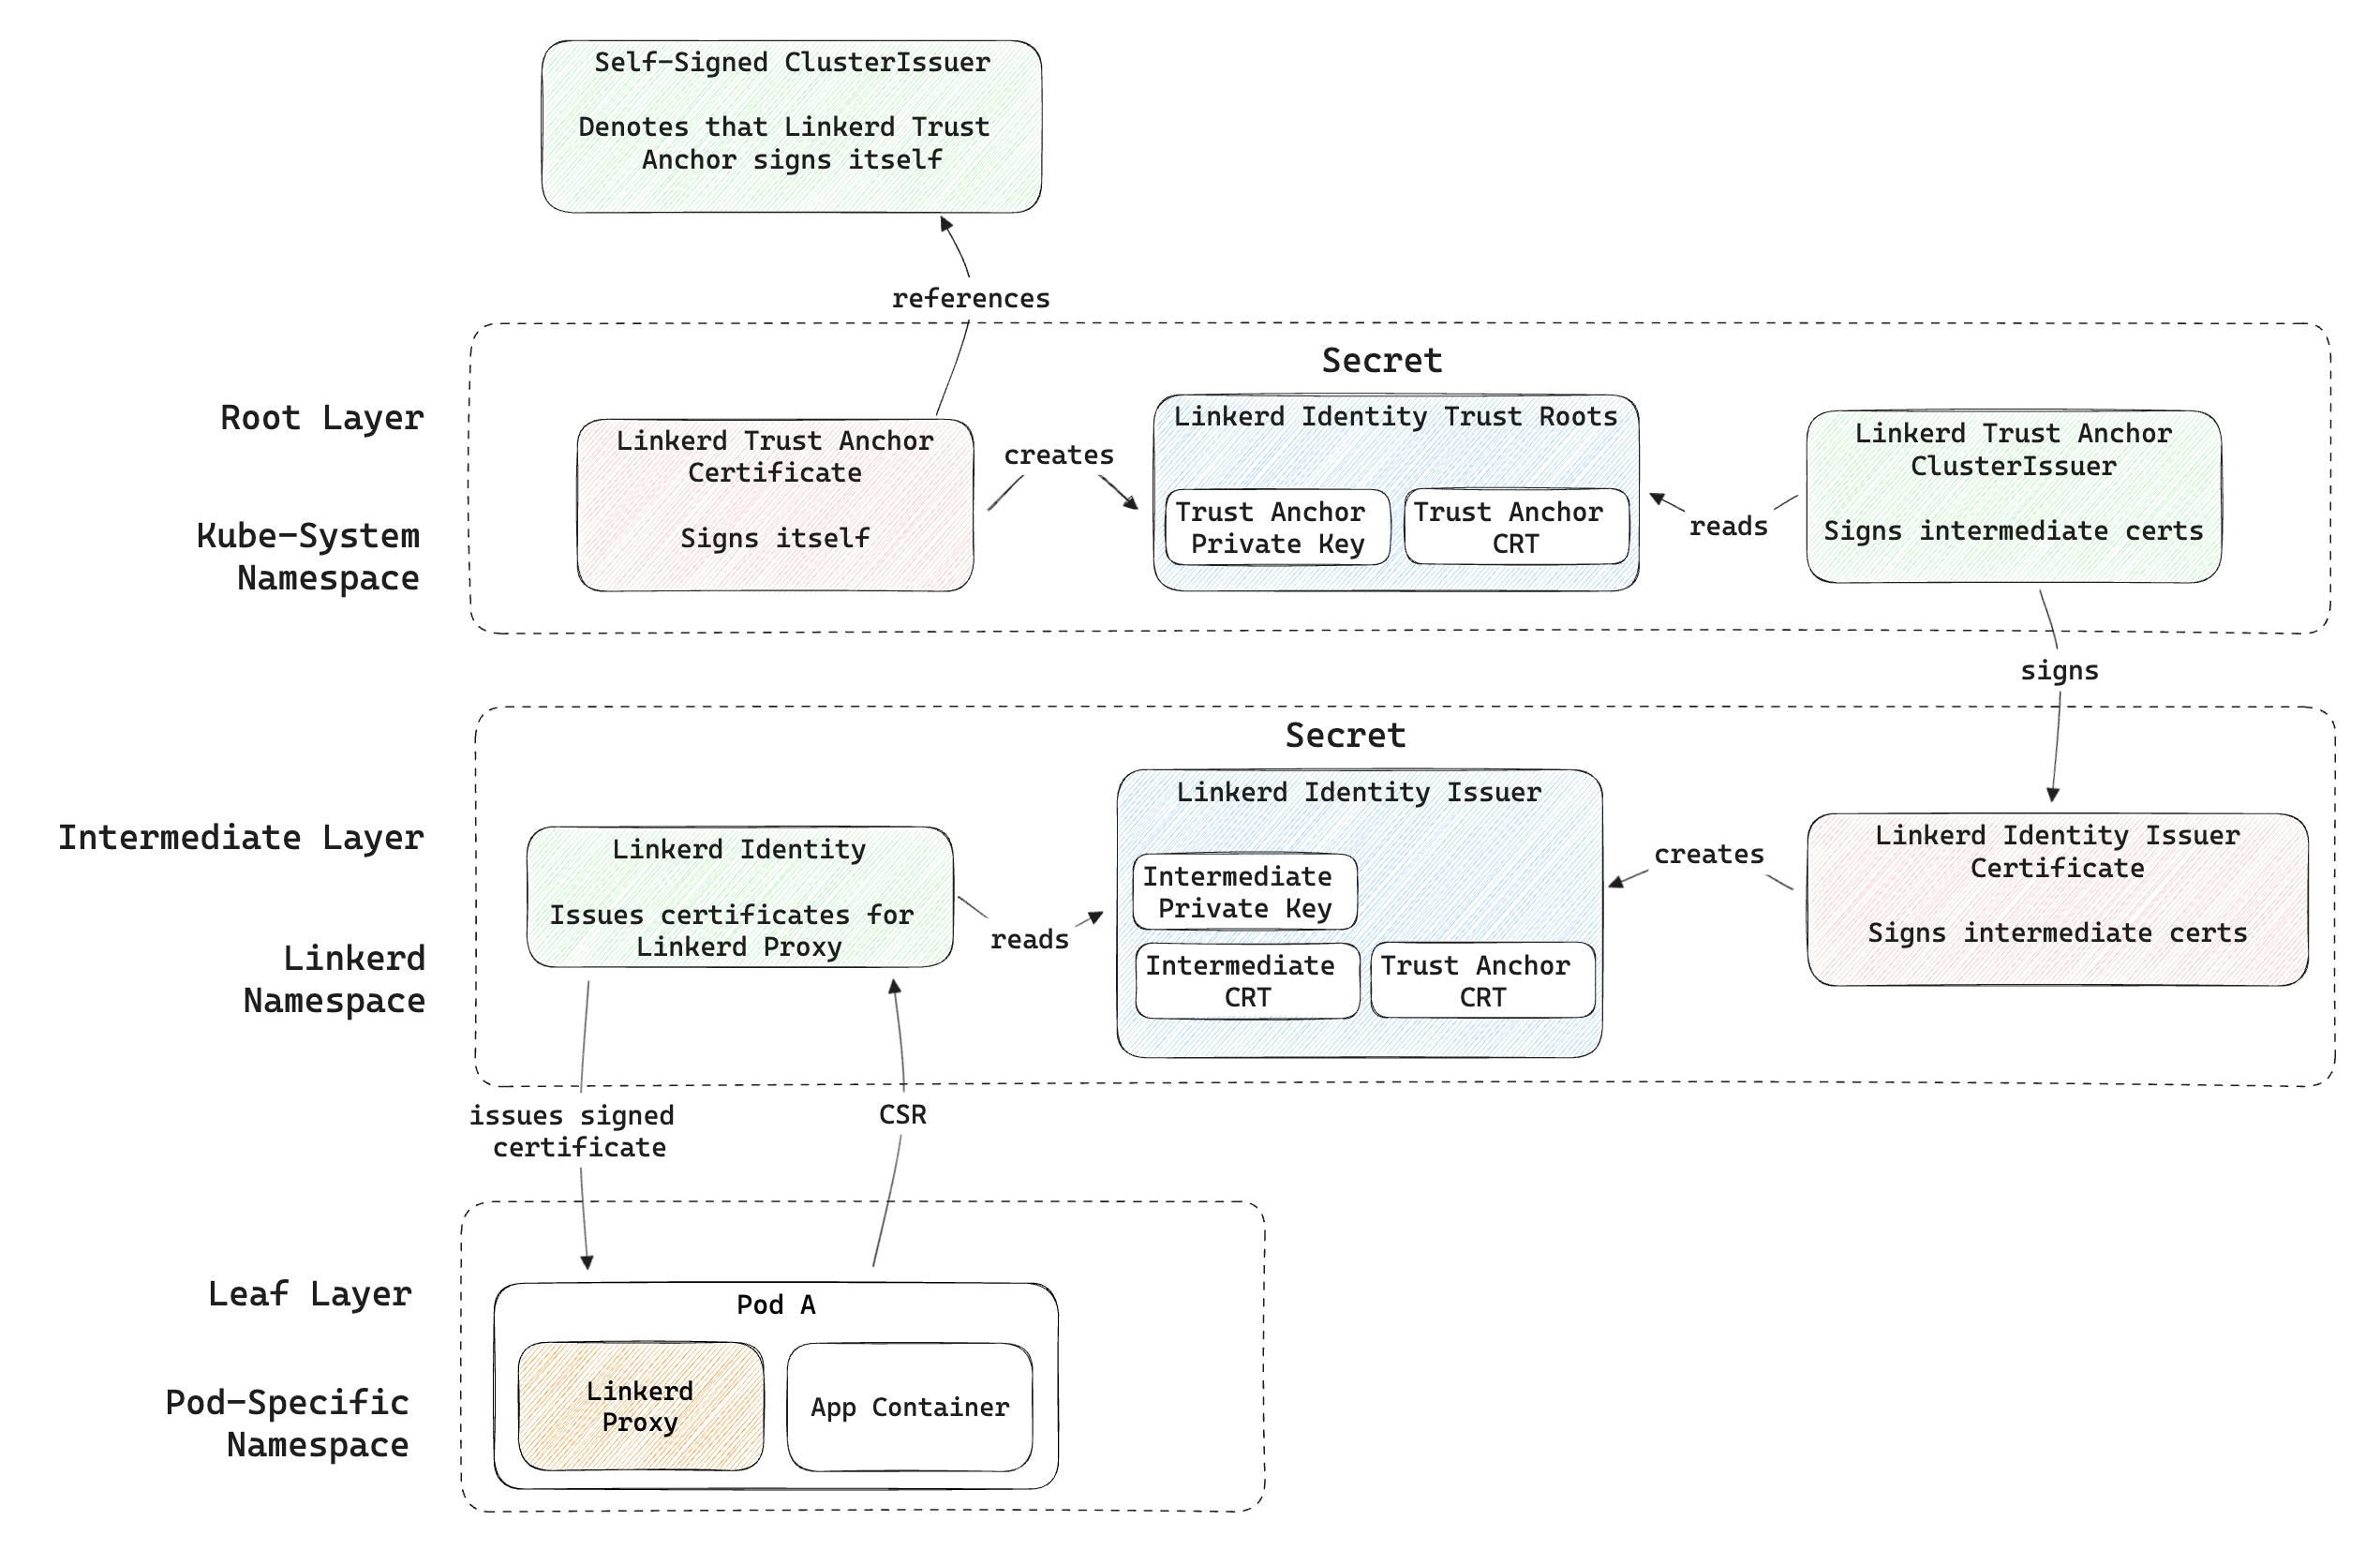 Self-Signed ClusterIssuer
Denotes that Linkerd Trust
Anchor signs itself
references
Root Layer
Kube-System
Namespace
Secret
Linkerd Trust Anchor
Certificate
Signs itself
creates
Linkerd Identity Trust Roots
Trust Anchor
Private Key
Trust Anchor
CRT
reads
Linkerd Trust Anchor
ClusterIssuer
Signs intermediate certs
signs
Intermediate Layer
Linkerd
Namespace
Secret
Linkerd Identity
Issues certificates for
Linkerd Proxy
reads
Linkerd Identity Issuer
Intermediate
Private Key
Intermediate
CRT
Trust Anchor
CRT
creates
Linkerd Identity Issuer
Certificate
Signs intermediate certs
issues signed
certificate
CSR
Leaf Layer
Pod-Specific
Namespace
Pod A
Linkerd
Proxy
App Container